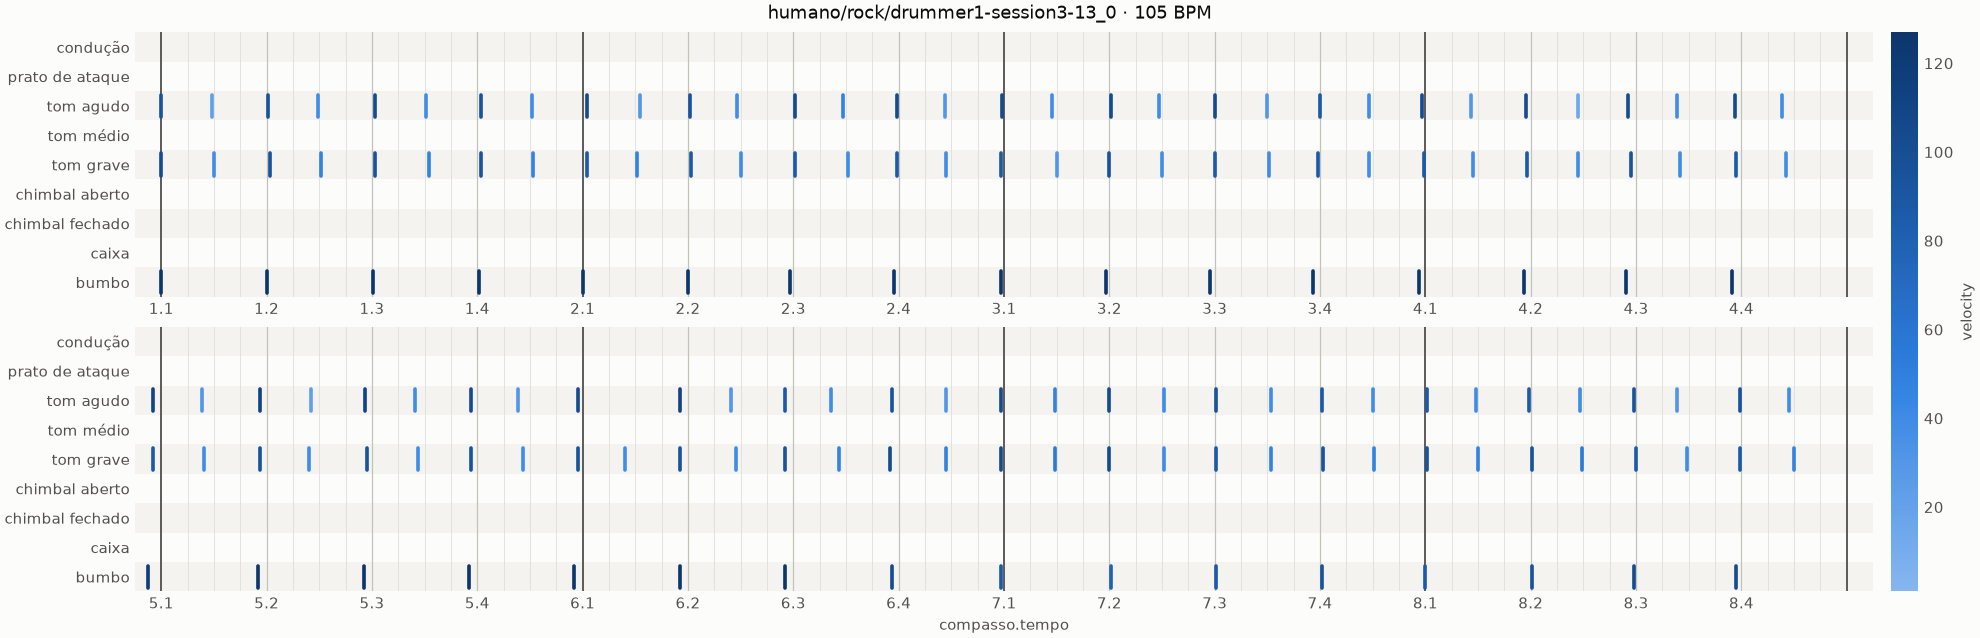 humano/rock/drummer1-session3-13_0 · 105 BPM
condução
prato de ataque
tom agudo
tom médio
tom grave
chimbal aberto
chimbal fechado
caixa
bumbo
1.1 1.2 1.3 1.4 2.1 2.2 2.3 2.4 3.1 3.2 3.3 3.4 4.1 4.2 4.3 4.4
condução
prato de ataque
tom agudo
tom médio
tom grave
chimbal aberto
chimbal fechado
caixa
bumbo
5.1 5.2 5.3 5.4 6.1 6.2 6.3 6.4 7.1 7.2 7.3 7.4 8.1 8.2 8.3 8.4
compasso.tempo
120
100
80
60
40
20
velocity